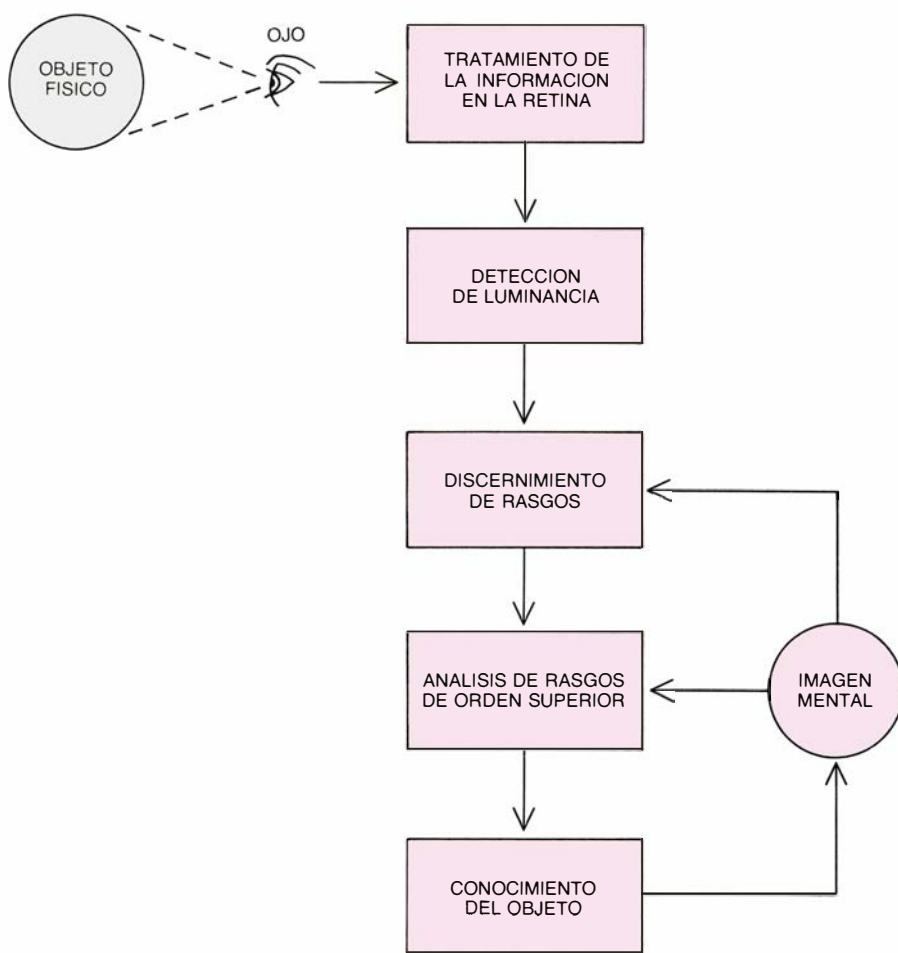 OBJETO
FISICO
OJO
TRATAMIENTO DE
LA INFORMACION
EN LA RETINA
DETECCION
DE LUMINANCIA
DISCERNIMIENTO
DE RASGOS
ANALISIS DE RASGOS
DE ORDEN SUPERIOR
IMAGEN
MENTAL
CONOCIMIENTO
DEL OBJETO